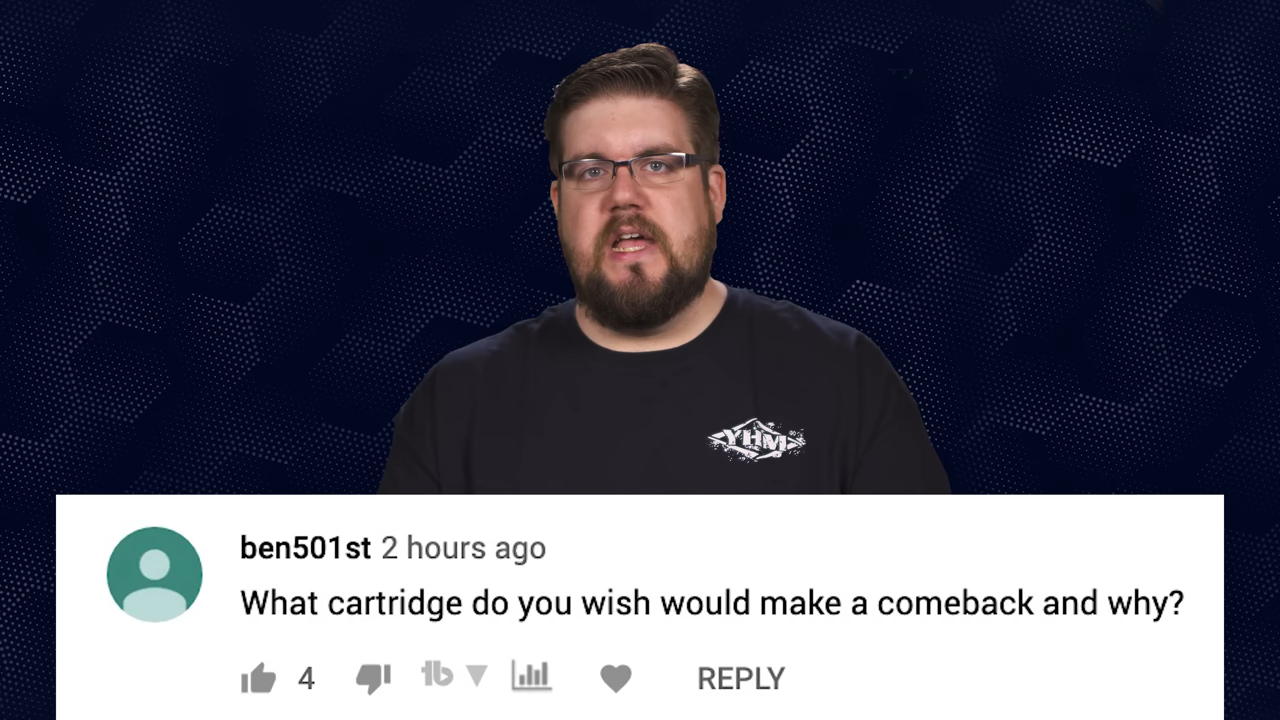 YHM
ben501st 2 hours ago
What cartridge do you wish would make a comeback and why?
4
REPLY